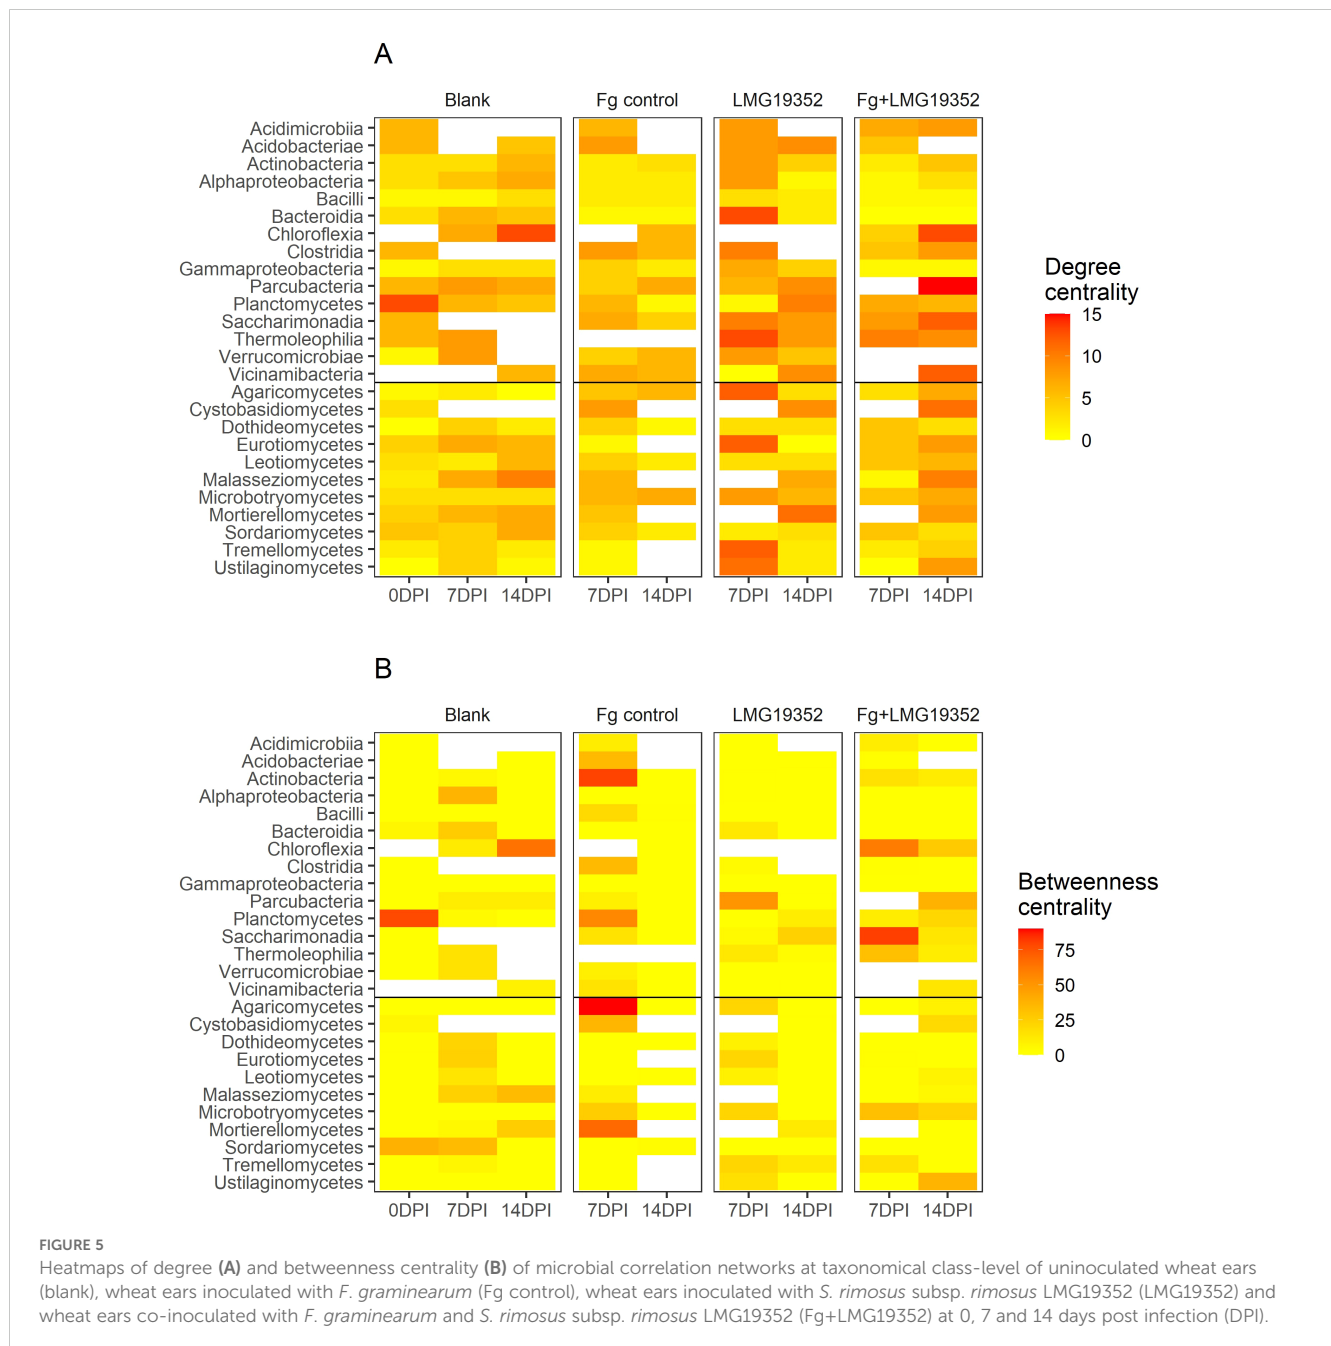 A
Blank Fg control LMG19352 Fg+LMG19352
Acidimicrobiia
Acidobacteriae
Actinobacteria
Alphaproteobacteria
Bacilli
Bacteroidia
Chloroflexia
Clostridia
Gammaproteobacteria
Parcubacteria
Planctomycetes
Saccharimonadia
Thermoleophilia
Verrucomicrobiae
Vicinamibacteria
Agaricomycetes
Cystobasidiomycetes
Dothideomycetes
Eurotiomycetes
Leotiomycetes
Malasseziomycetes
Microbotryomycetes
Mortierellomycetes
Sordariomycetes
Tremellomycetes
Ustilaginomycetes
0DPI 7DPI 14DPI 7DPI 14DPI 7DPI 14DPI 7DPI 14DPI
Degree
centrality
15
10
5
0
B
Blank Fg control LMG19352 Fg+LMG19352
Acidimicrobiia
Acidobacteriae
Actinobacteria
Alphaproteobacteria
Bacilli
Bacteroidia
Chloroflexia
Clostridia
Gammaproteobacteria
Parcubacteria
Planctomycetes
Saccharimonadia
Thermoleophilia
Verrucomicrobiae
Vicinamibacteria
Agaricomycetes
Cystobasidiomycetes
Dothideomycetes
Eurotiomycetes
Leotiomycetes
Malasseziomycetes
Microbotryomycetes
Mortierellomycetes
Sordariomycetes
Tremellomycetes
Ustilaginomycetes
0DPI 7DPI 14DPI 7DPI 14DPI 7DPI 14DPI 7DPI 14DPI
Betweenness
centrality
75
50
25
0
FIGURE 5
Heatmaps of degree (A) and betweenness centrality (B) of microbial correlation networks at taxonomical class-level of uninoculated wheat ears
(blank), wheat ears inoculated with F. graminearum (Fg control), wheat ears inoculated with S. rimosus subsp. rimosus LMG19352 (LMG19352) and
wheat ears co-inoculated with F. graminearum and S. rimosus subsp. rimosus LMG19352 (Fg+LMG19352) at 0, 7 and 14 days post infection (DPI).